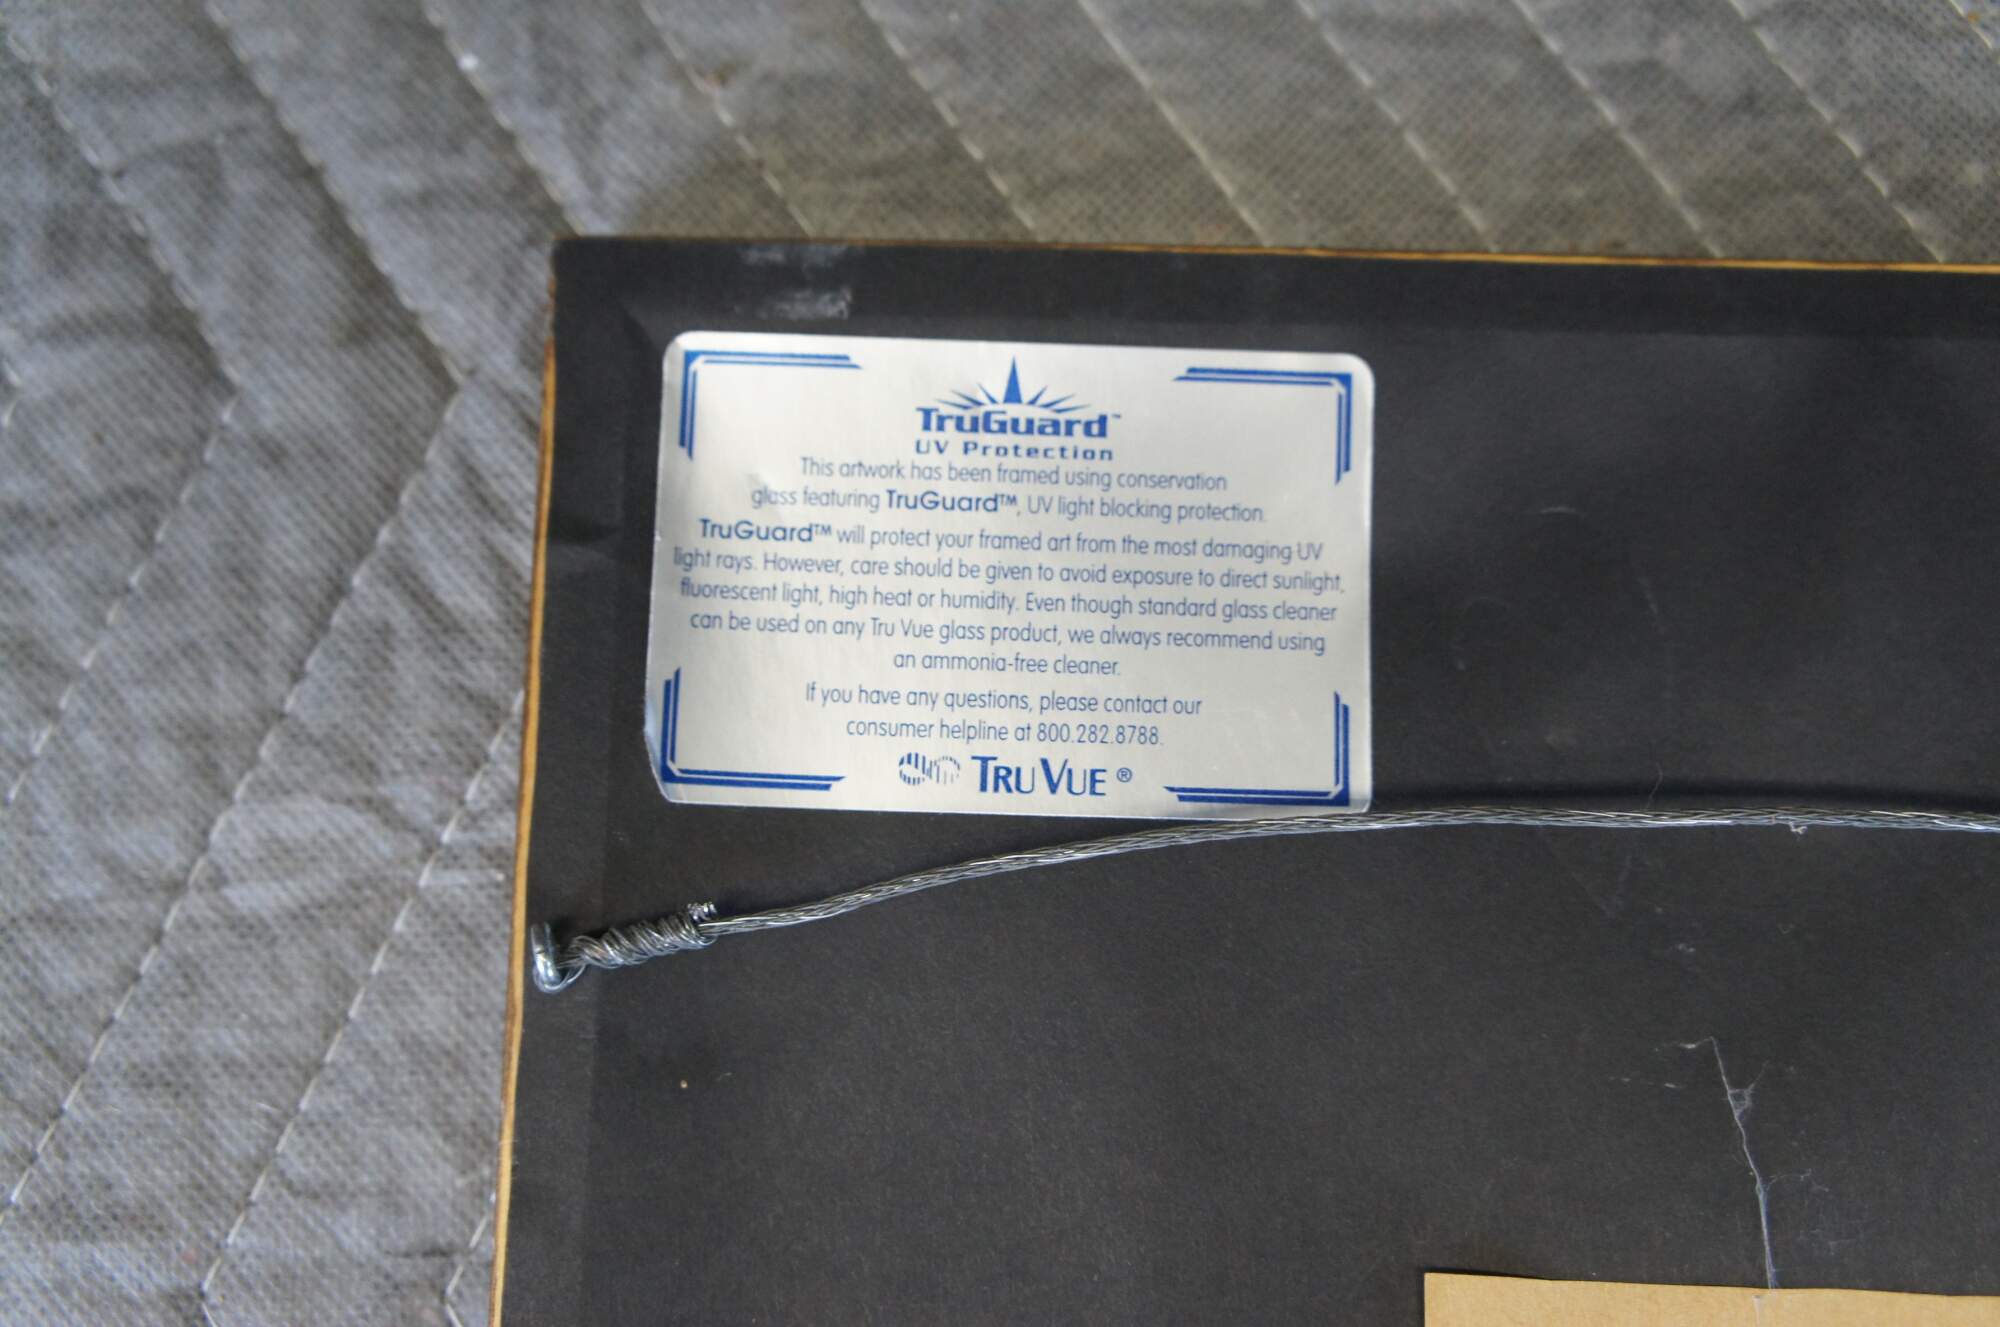 TruGuard™
UV Protection
This artwork has been framed using conservation
glass featuring TruGuard™, UV light blocking protection.
TruGuard™ will protect your framed art from the most damaging UV
light rays. However, care should be given to avoid exposure to direct sunlight,
fluorescent light, high heat or humidity. Even though standard glass cleaner
can be used on any Tru Vue glass product, we always recommend using
an ammonia-free cleaner.
If you have any questions, please contact our
consumer helpline at 800.282.8788.
TRU VUE ®